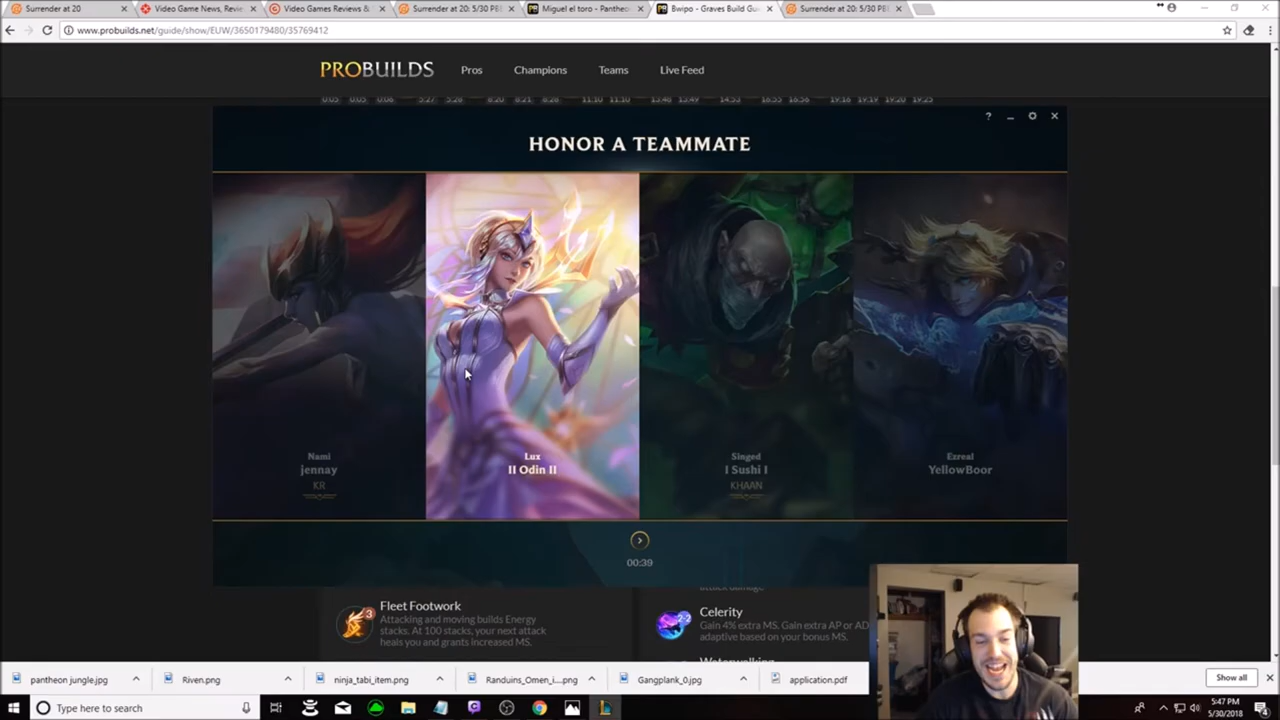 Surrender at 20
Video Game News, Revie
Video Games Reviews &
Surrender at 20: 5/30 PB
Miguel el toro - Pantheo
Bwipo - Graves Build Gu
Surrender at 20: 5/30 PB
www.probuilds.net/guide/show/EUW/3650179480/35769412
PROBUILDS
Pros
Champions
Teams
Live Feed
HONOR A TEAMMATE
Nami
jennay
KR
Lux
II Odin II
Singed
I Sushi I
KHAAN
Ezreal
YellowBoor
00:39
Fleet Footwork
Attacking and moving builds Energy
stacks. At 100 stacks, your next attack
heals you and grants increased MS.
3
Celerity
Gain 4% extra MS. Gain extra AP or AD
adaptive based on your bonus MS.
pantheon jungle.jpg
Riven.png
ninja_tabi_item.png
Randuins_Omen_i....png
Gangplank_0.jpg
application.pdf
Show all
Type here to search
5:47 PM
5/30/2018